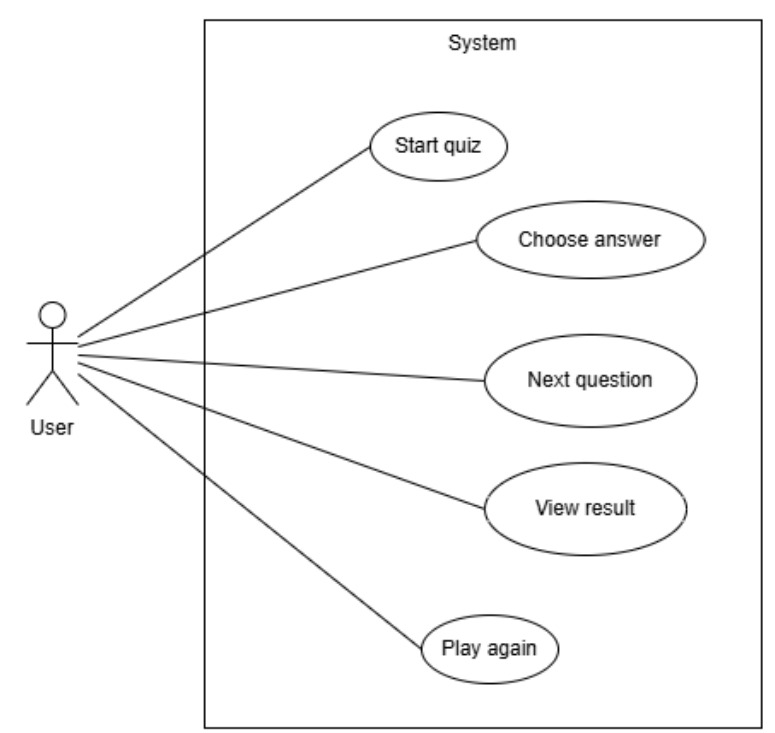 System
Start quiz
Choose answer
Next question
User
View result
Play again